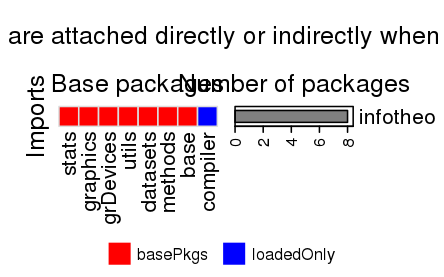 are attached directly or indirectly when
Base packages
Number of packages
Imports
infotheo
stats
graphics
grDevices
utils
datasets
methods
base
compiler
0
2
4
6
8
basePkgs
loadedOnly